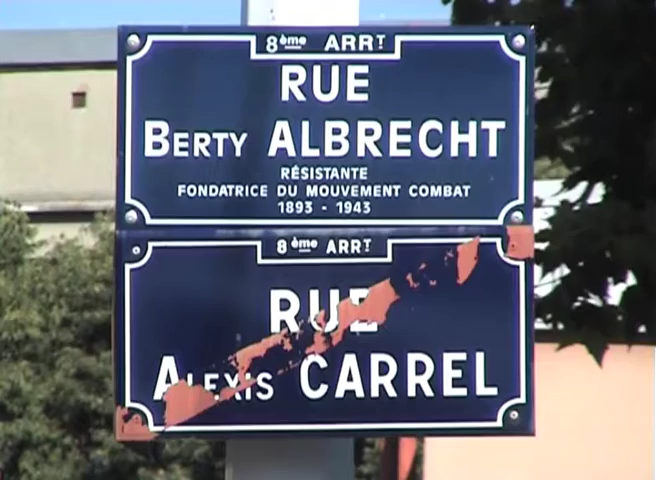 8ème ARRT
RUE
BERTY ALBRECHT
RÉSISTANTE
FONDATRICE DU MOUVEMENT COMBAT
1893 - 1943
8ème ARRT
RUE
ALEXIS CARREL